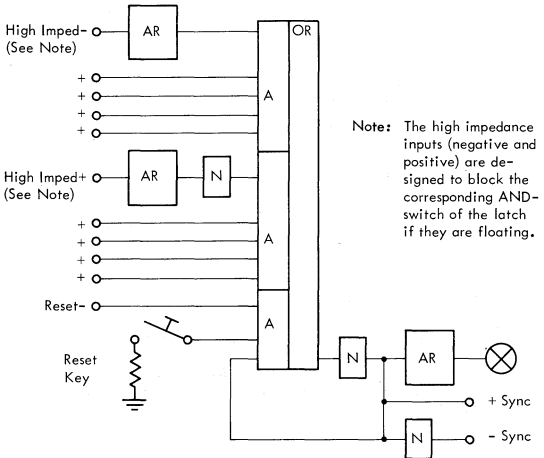 High Imped-
(See Note)
AR
OR
+
+
+
+
A
High Imped+
(See Note)
AR
N
+
+
+
+
A
Reset-
A
Reset
Key
N
AR
+ Sync
N
- Sync
Note: The high impedance
inputs (negative and
positive) are de-
signed to block the
corresponding AND-
switch of the latch
if they are floating.